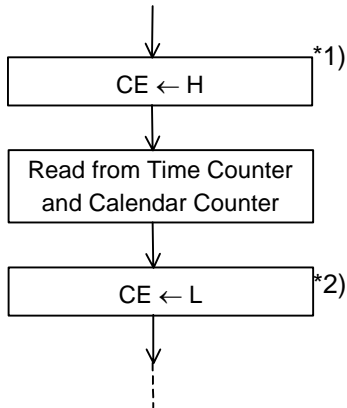 *1)
CE ← H
Read from Time Counter
and Calendar Counter
*2)
CE ← L